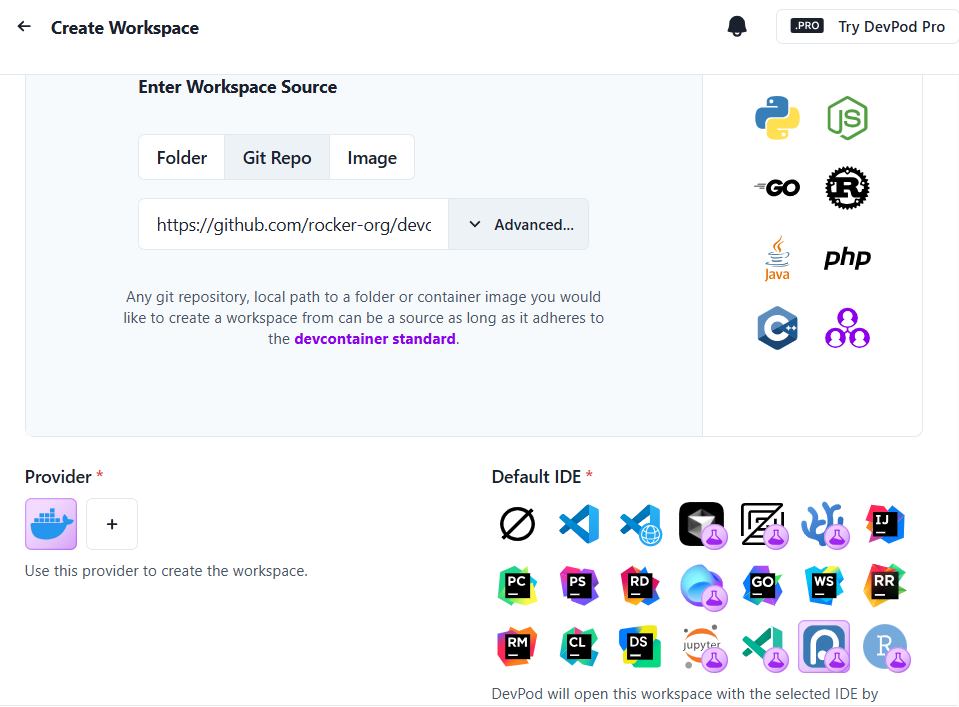 Create Workspace
.PRO Try DevPod Pro
Enter Workspace Source
Folder Git Repo Image
https://github.com/rocker-org/devc
Advanced...
Any git repository, local path to a folder or container image you would
like to create a workspace from can be a source as long as it adheres to
the devcontainer standard.
JS
GO
R
Java
php
C++
Provider *
+
Use this provider to create the workspace.
Default IDE *
IJ
PC PS RD GO WS RR
RM CL DS jupyter R
DevPod will open this workspace with the selected IDE by